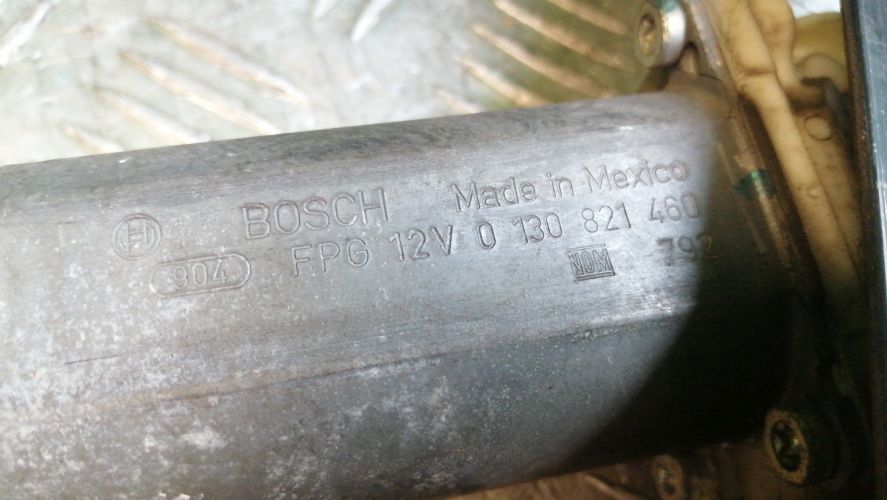 BOSCH Made in Mexico
904 FPG 12V 0 130 821 460
NOM 792